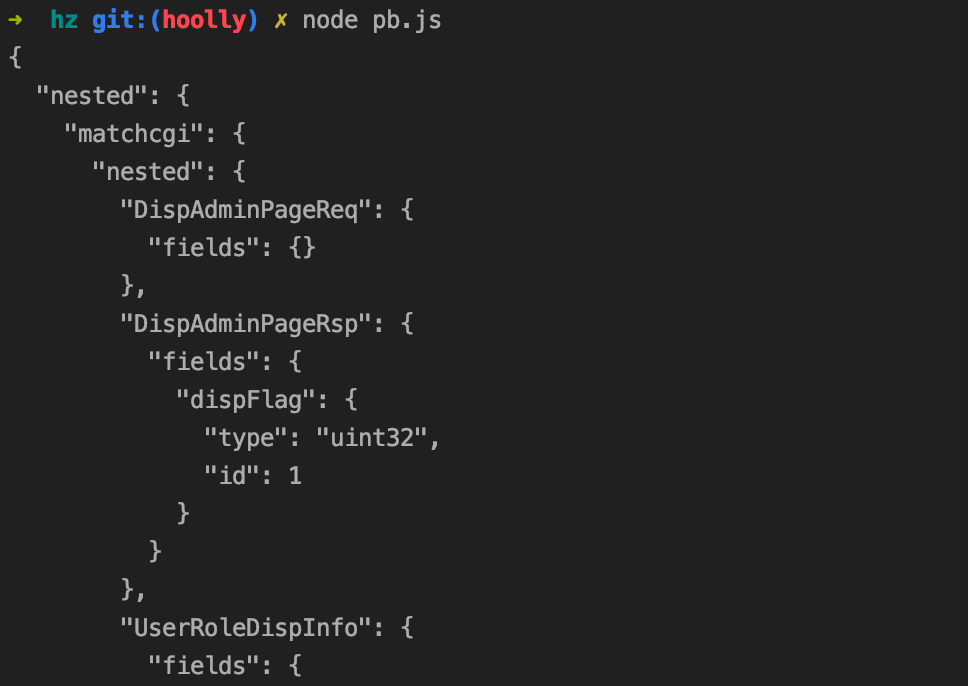 ➜  hz git:(hoolly) ✗ node pb.js
{
  "nested": {
    "matchcgi": {
      "nested": {
        "DispAdminPageReq": {
          "fields": {}
        },
        "DispAdminPageRsp": {
          "fields": {
            "dispFlag": {
              "type": "uint32",
              "id": 1
            }
          }
        },
        "UserRoleDispInfo": {
          "fields": {